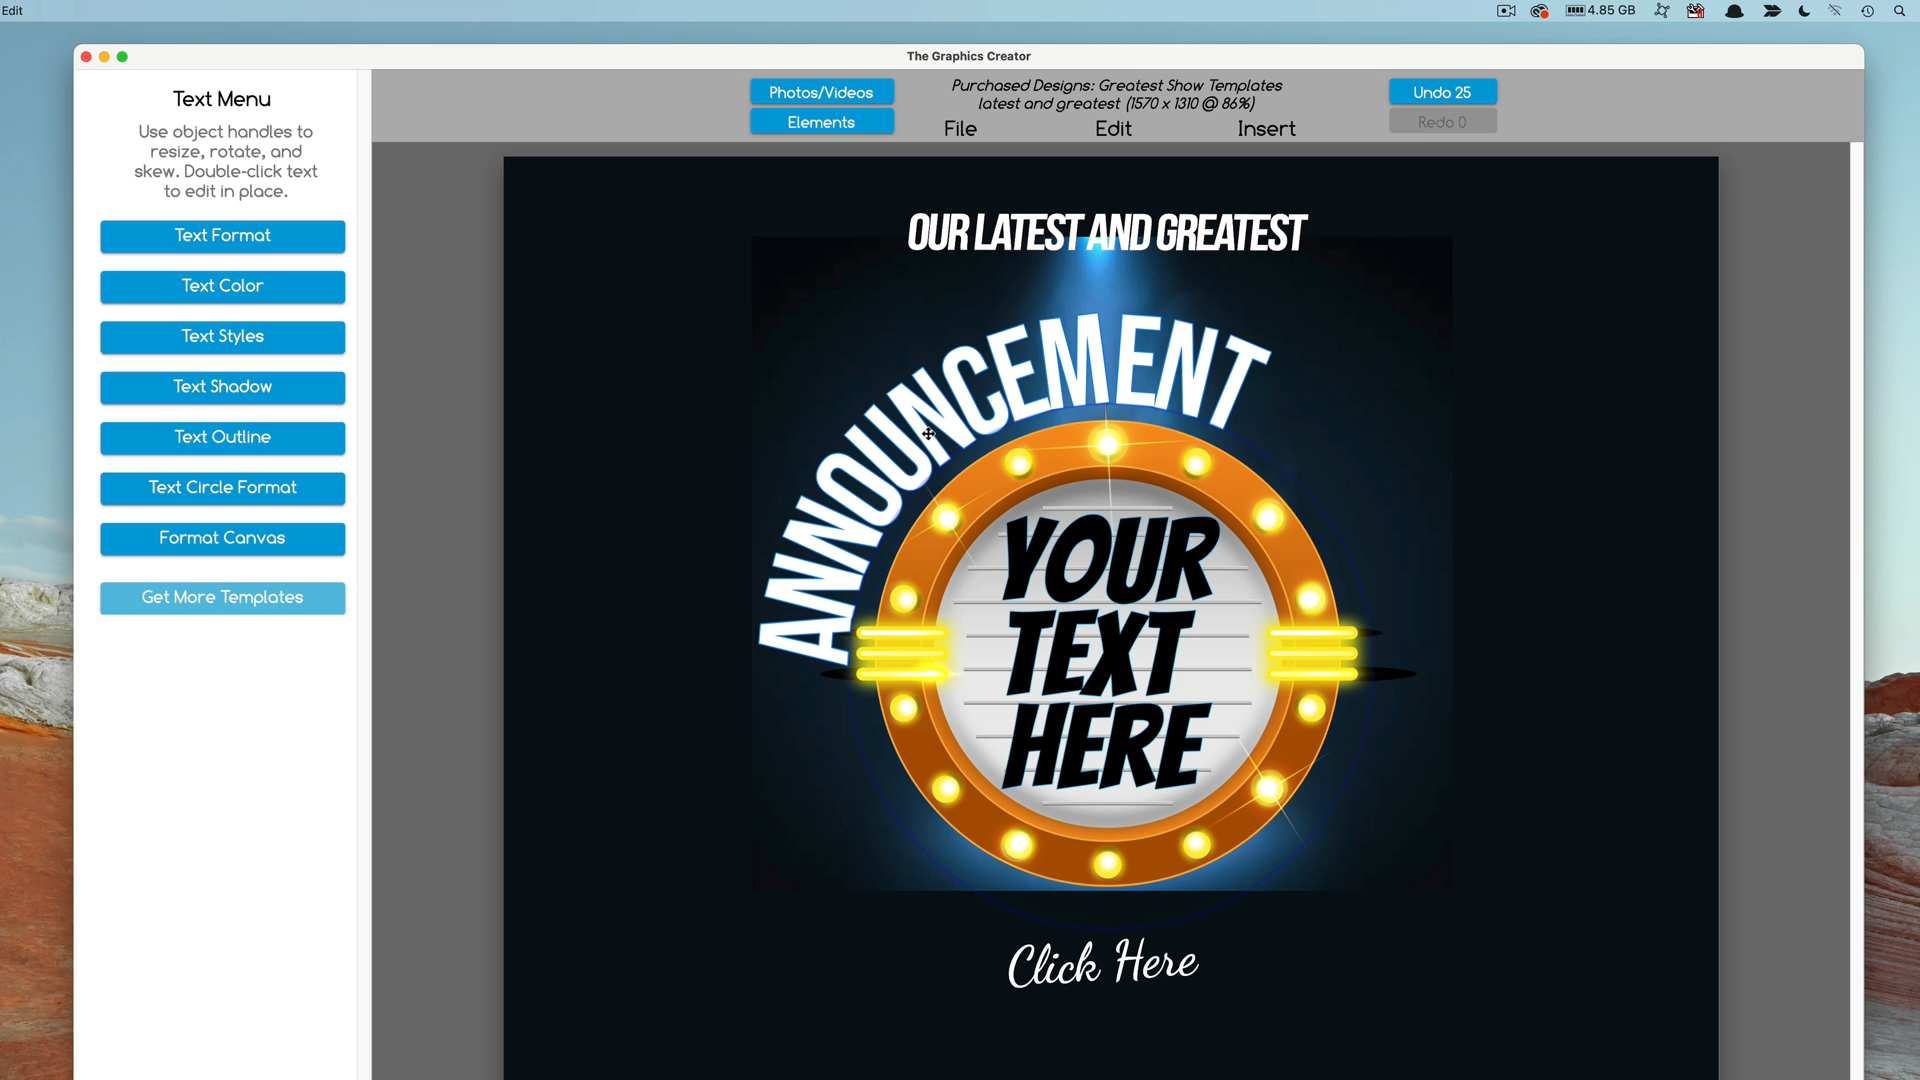 Edit
4.85 GB
The Graphics Creator
Text Menu
Use object handles to
resize, rotate, and
skew. Double-click text
to edit in place.
Text Format
Text Color
Text Styles
Text Shadow
Text Outline
Text Circle Format
Format Canvas
Get More Templates
Photos/Videos
Elements
Purchased Designs: Greatest Show Templates
latest and greatest (1570 x 1310 @ 86%)
File Edit Insert
Undo 25
Redo 0
OUR LATEST AND GREATEST
ANNOUNCEMENT
YOUR
TEXT
HERE
Click Here